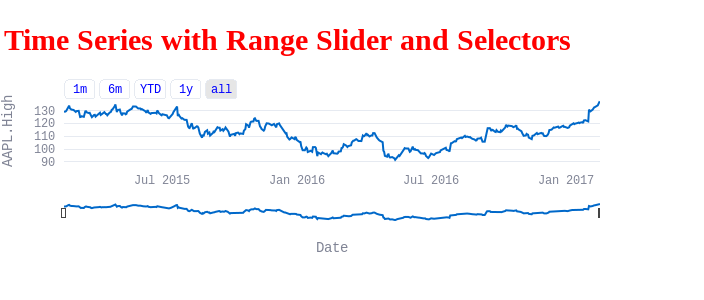 Time Series with Range Slider and Selectors
1m 6m YTD 1y all
AAPL.High
130
120
110
100
90
Jul 2015 Jan 2016 Jul 2016 Jan 2017
Date